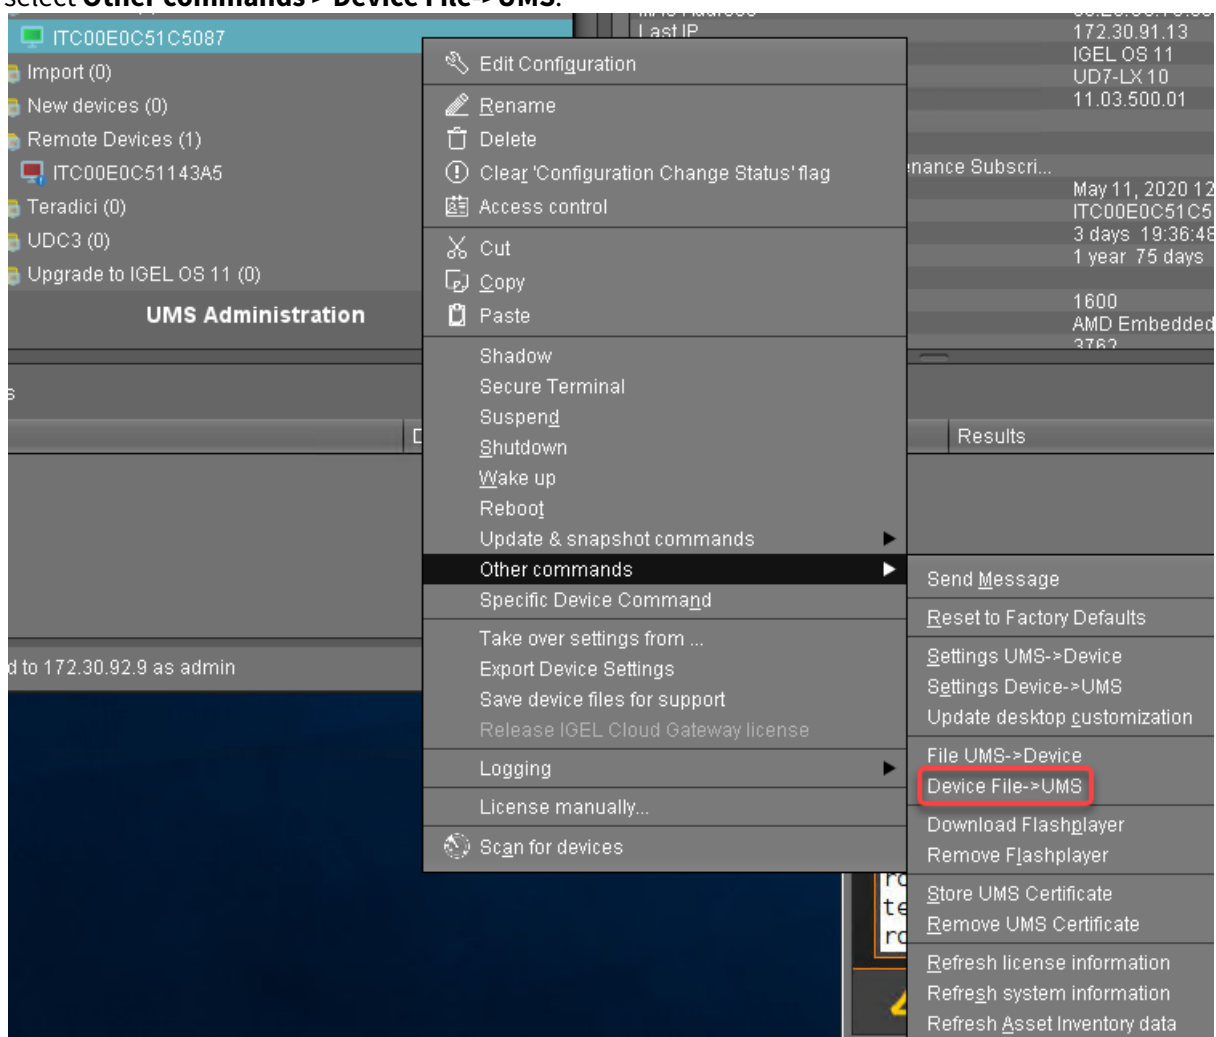 select Other commands > Device File->UMS.
ITC00E0C51C5087
Import (0)
New devices (0)
Remote Devices (1)
ITC00E0C51143A5
Teradici (0)
UDC3 (0)
Upgrade to IGEL OS 11 (0)
UMS Administration
Last IP
172.30.91.13
IGEL OS 11
UD7-LX 10
11.03.500.01
nance Subscri...
May 11, 2020 12
ITC00E0C51C5
3 days 19:36:48
1 year 75 days
1600
AMD Embedded
3762
Results
d to 172.30.92.9 as admin
Edit Configuration
Rename
Delete
Clear 'Configuration Change Status' flag
Access control
Cut
Copy
Paste
Shadow
Secure Terminal
Suspend
Shutdown
Wake up
Reboot
Update & snapshot commands
Other commands
Specific Device Command
Take over settings from ...
Export Device Settings
Save device files for support
Release IGEL Cloud Gateway license
Logging
License manually...
Scan for devices
Send Message
Reset to Factory Defaults
Settings UMS->Device
Settings Device->UMS
Update desktop customization
File UMS->Device
Device File->UMS
Download Flashplayer
Remove Flashplayer
Store UMS Certificate
Remove UMS Certificate
Refresh license information
Refresh system information
Refresh Asset Inventory data